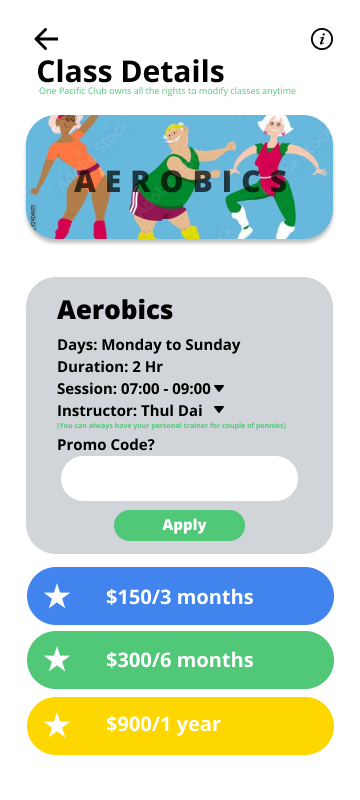 Class Details
One Pacific Club owns all the rights to modify classes anytime
AEROBICS
Aerobics
Days: Monday to Sunday
Duration: 2 Hr
Session: 07:00 - 09:00
Instructor: Thul Dai
(You can always have your personal trainer for couple of pennies)
Promo Code?
Apply
$150/3 months
$300/6 months
$900/1 year